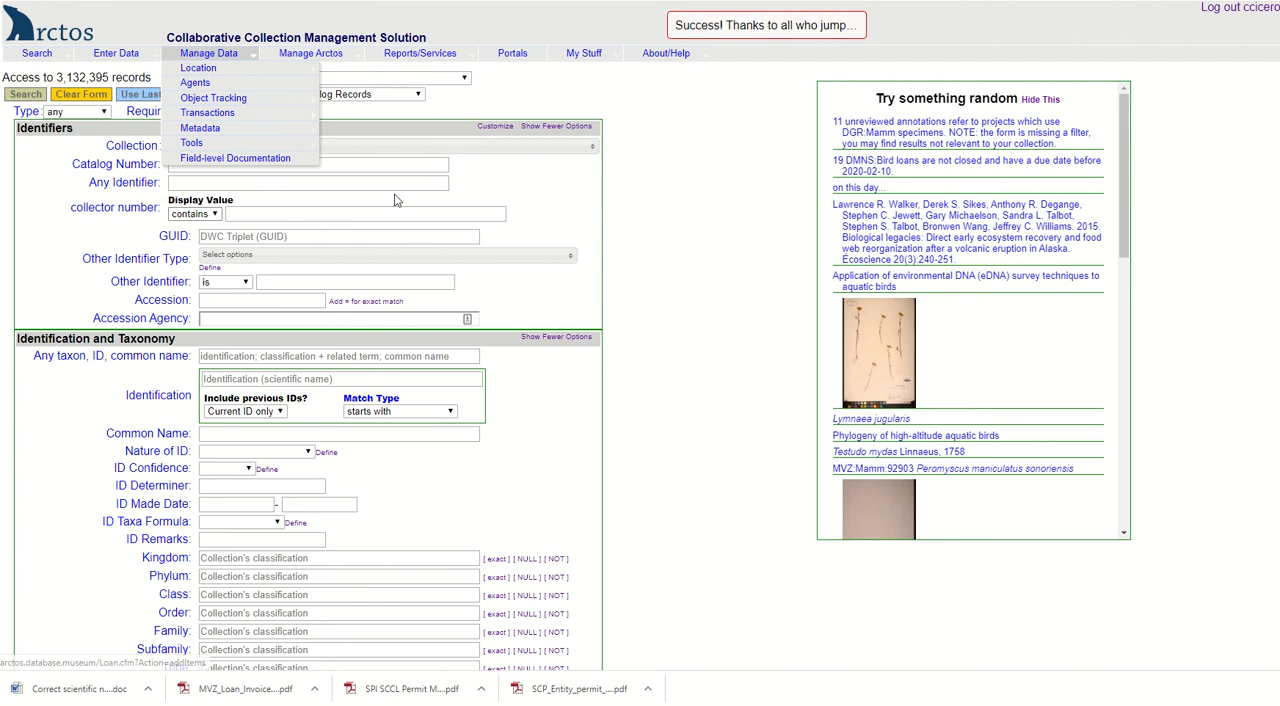 Log out ccicero
Success! Thanks to all who jump…
Arctos
Collaborative Collection Management Solution
Search
Enter Data
Manage Data
Manage Arctos
Reports/Services
Portals
My Stuff
About/Help
Access to 3,132,395 records
Search
Clear Form
Use Last
log Records
Type:
any
Requir
Location
Agents
Object Tracking
Transactions
Metadata
Tools
Field-level Documentation
Identifiers
Customize
Show Fewer Options
Collection
Catalog Number:
Any Identifier:
Display Value
collector number:
contains
GUID:
DWC Triplet (GUID)
Other Identifier Type:
Select options
Define
Other Identifier:
is
Accession:
Add = for exact match
Accession Agency:
Identification and Taxonomy
Show Fewer Options
Any taxon, ID, common name:
identification; classification + related term; common name
Identification (scientific name)
Identification
Include previous IDs?
Match Type
Current ID only
starts with
Common Name:
Nature of ID:
Define
ID Confidence:
Define
ID Determiner:
ID Made Date:
-
ID Taxa Formula:
Define
ID Remarks:
Kingdom:
Collection's classification
[ exact ] [ NULL ] [ NOT ]
Phylum:
Collection's classification
[ exact ] [ NULL ] [ NOT ]
Class:
Collection's classification
[ exact ] [ NULL ] [ NOT ]
Order:
Collection's classification
[ exact ] [ NULL ] [ NOT ]
Family:
Collection's classification
[ exact ] [ NULL ] [ NOT ]
Subfamily:
Collection's classification
[ exact ] [ NULL ] [ NOT ]
Collection's classification
[ exact ] [ NULL ] [ NOT ]
arctos.database.museum/Loan.cfm?Action=addItems
Try something random Hide This
11 unreviewed annotations refer to projects which use
DGR:Mamm specimens. NOTE: the form is missing a filter,
you may find results not relevant to your collection.
19 DMNS:Bird loans are not closed and have a due date before
2020-02-10.
on this day...
Lawrence R. Walker, Derek S. Sikes, Anthony R. Degange,
Stephen C. Jewett, Gary Michaelson, Sandra L. Talbot,
Stephen S. Talbot, Bronwen Wang, Jeffrey C. Williams. 2015.
Biological legacies: Direct early ecosystem recovery and food
web reorganization after a volcanic eruption in Alaska.
Écoscience 20(3):240-251.
Application of environmental DNA (eDNA) survey techniques to
aquatic birds
Lymnaea jugularis
Phylogeny of high-altitude aquatic birds
Testudo mydas Linnaeus, 1758
MVZ:Mamm:92903 Peromyscus maniculatus sonoriensis
Correct scientific n....doc
MVZ_Loan_Invoice....pdf
SPI SCCL Permit M....pdf
SCP_Entity_permit_....pdf